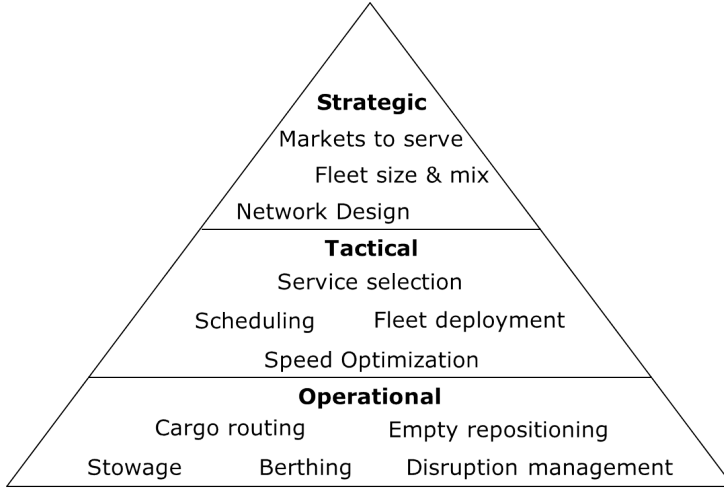 Strategic
Markets to serve
Fleet size & mix
Network Design
Tactical
Service selection
Scheduling Fleet deployment
Speed Optimization
Operational
Cargo routing Empty repositioning
Stowage Berthing Disruption management